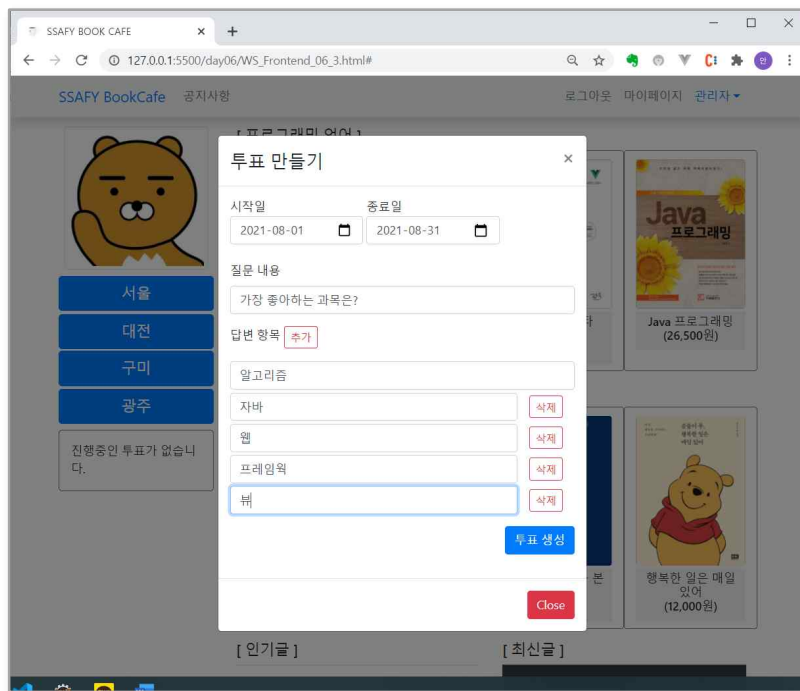 SSAFY BOOK CAFE
127.0.0.1:5500/day06/WS_Frontend_06_3.html#
안
SSAFY BookCafe 공지사항 로그아웃 마이페이지 관리자
[ 프로그래밍 언어 ]
투표 만들기 ×
시작일 종료일
2021-08-01 2021-08-31
질문 내용
가장 좋아하는 과목은?
답변 항목 추가
알고리즘
자바 삭제
웹 삭제
프레임웍 삭제
뷰 삭제
투표 생성
Close
서울
대전
구미
광주
진행중인 투표가 없습니
다.
Java
프로그래밍
Java 프로그래밍
(26,500원)
본
행복한 일은 매일
있어
(12,000원)
[ 인기글 ] [ 최신글 ]